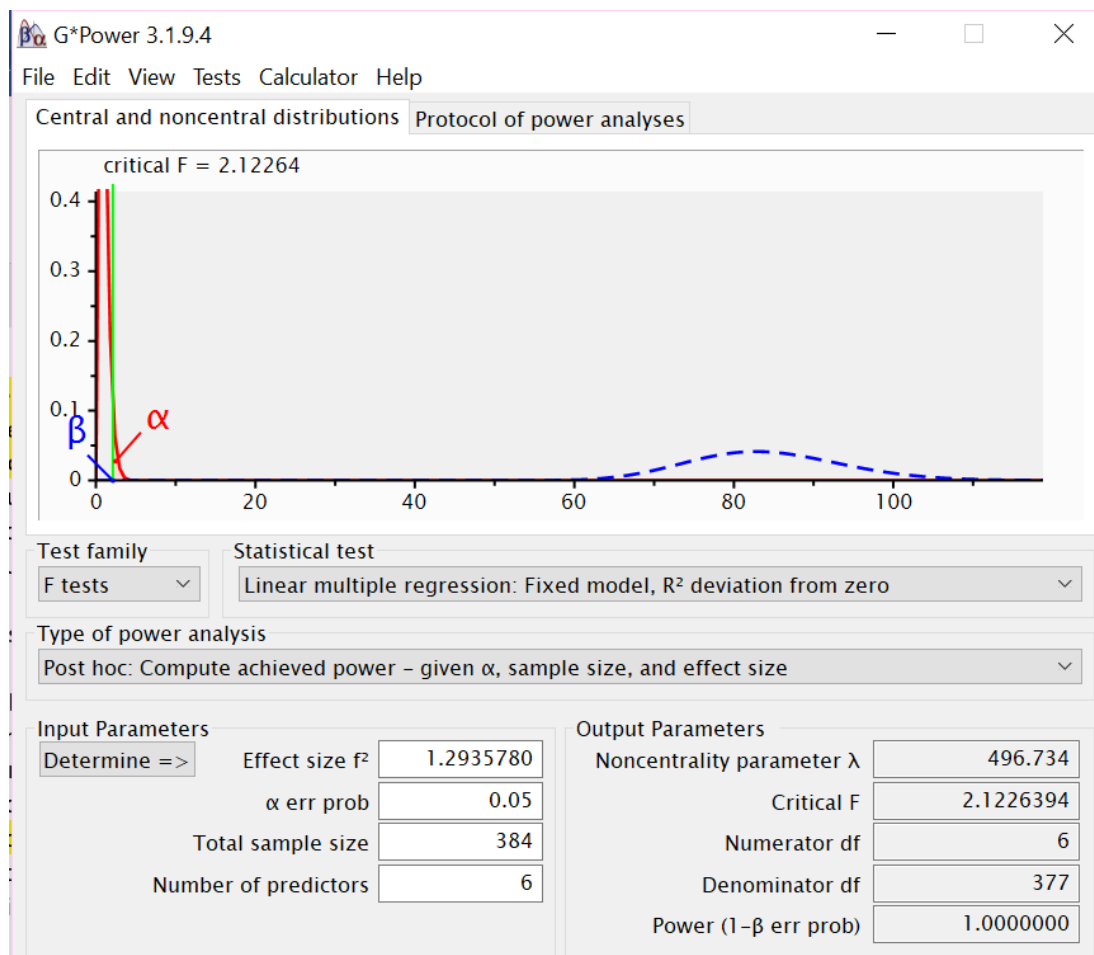 G*Power 3.1.9.4
File Edit View Tests Calculator Help
Central and noncentral distributions Protocol of power analyses
critical F = 2.12264
0.4
0.3
0.2
0.1
0
β
α
0 20 40 60 80 100
Test family Statistical test
F tests Linear multiple regression: Fixed model, R² deviation from zero
Type of power analysis
Post hoc: Compute achieved power – given α, sample size, and effect size
Input Parameters Output Parameters
Determine => Effect size f² 1.2935780 Noncentrality parameter λ 496.734
α err prob 0.05 Critical F 2.1226394
Total sample size 384 Numerator df 6
Number of predictors 6 Denominator df 377
Power (1-β err prob) 1.0000000